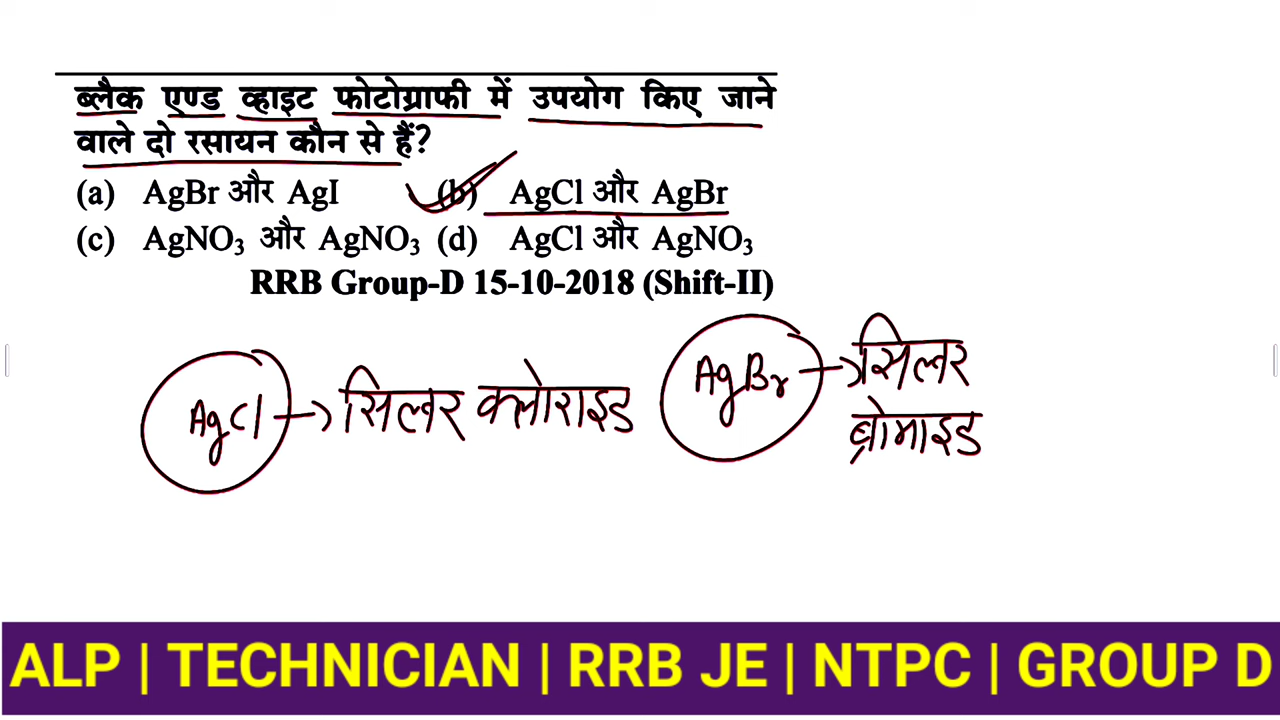 ब्लैक एण्ड व्हाइट फोटोग्राफी में उपयोग किए जाने
वाले दो रसायन कौन से हैं?
(a) AgBr और AgI (b) AgCl और AgBr
(c) AgNO₃ और AgNO₃ (d) AgCl और AgNO₃
RRB Group-D 15-10-2018 (Shift-II)
AgCl → सिल्वर क्लोराइड
AgBr → सिल्वर
ब्रोमाइड
ALP | TECHNICIAN | RRB JE | NTPC | GROUP D